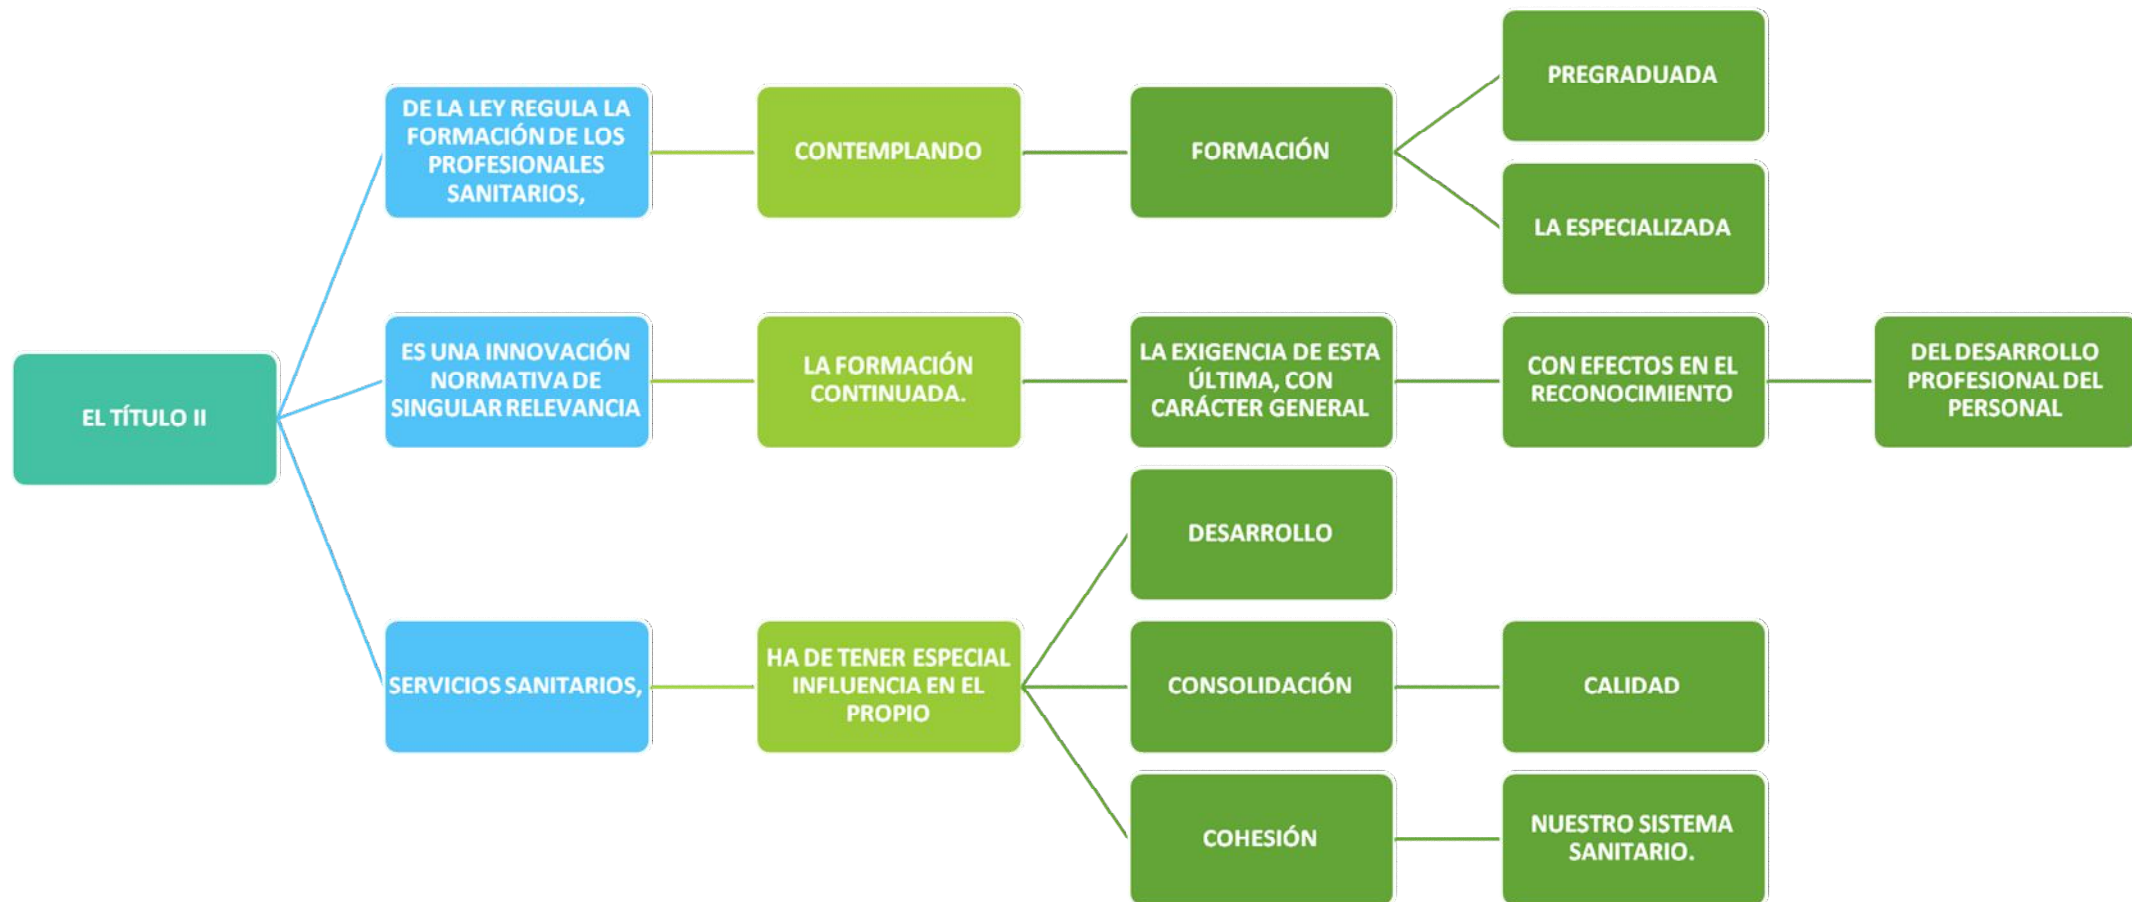 EL TÍTULO II
DE LA LEY REGULA LA
FORMACIÓN DE LOS
PROFESIONALES
SANITARIOS,
CONTEMPLANDO
FORMACIÓN
PREGRADUADA
LA ESPECIALIZADA
ES UNA INNOVACIÓN
NORMATIVA DE
SINGULAR RELEVANCIA
LA FORMACIÓN
CONTINUADA.
LA EXIGENCIA DE ESTA
ÚLTIMA, CON
CARÁCTER GENERAL
CON EFECTOS EN EL
RECONOCIMIENTO
DEL DESARROLLO
PROFESIONAL DEL
PERSONAL
SERVICIOS SANITARIOS,
HA DE TENER ESPECIAL
INFLUENCIA EN EL
PROPIO
DESARROLLO
CONSOLIDACIÓN
CALIDAD
COHESIÓN
NUESTRO SISTEMA
SANITARIO.